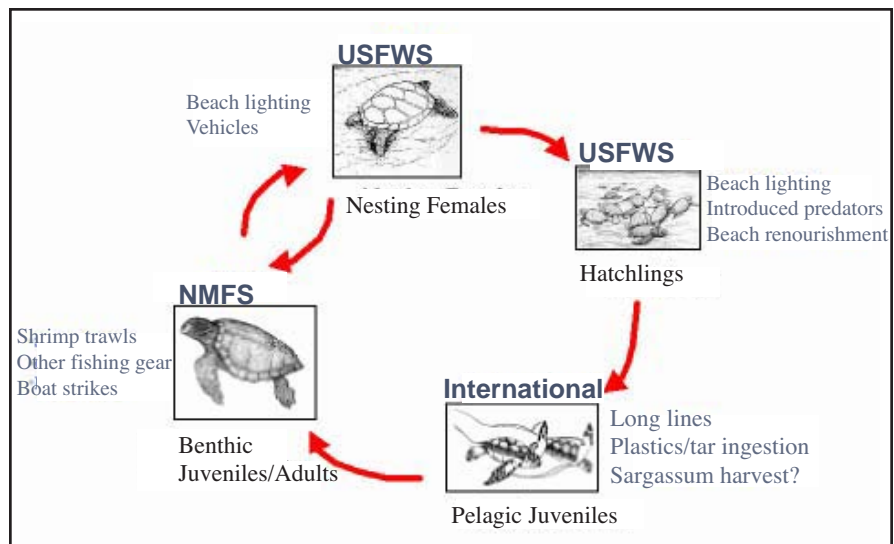 USFWS
Beach lighting
Vehicles
Nesting Females
USFWS
Beach lighting
Introduced predators
Beach renourishment
Hatchlings
International
Long lines
Plastics/tar ingestion
Sargassum harvest?
Pelagic Juveniles
NMFS
Shrimp trawls
Other fishing gear
Boat strikes
Benthic
Juveniles/Adults